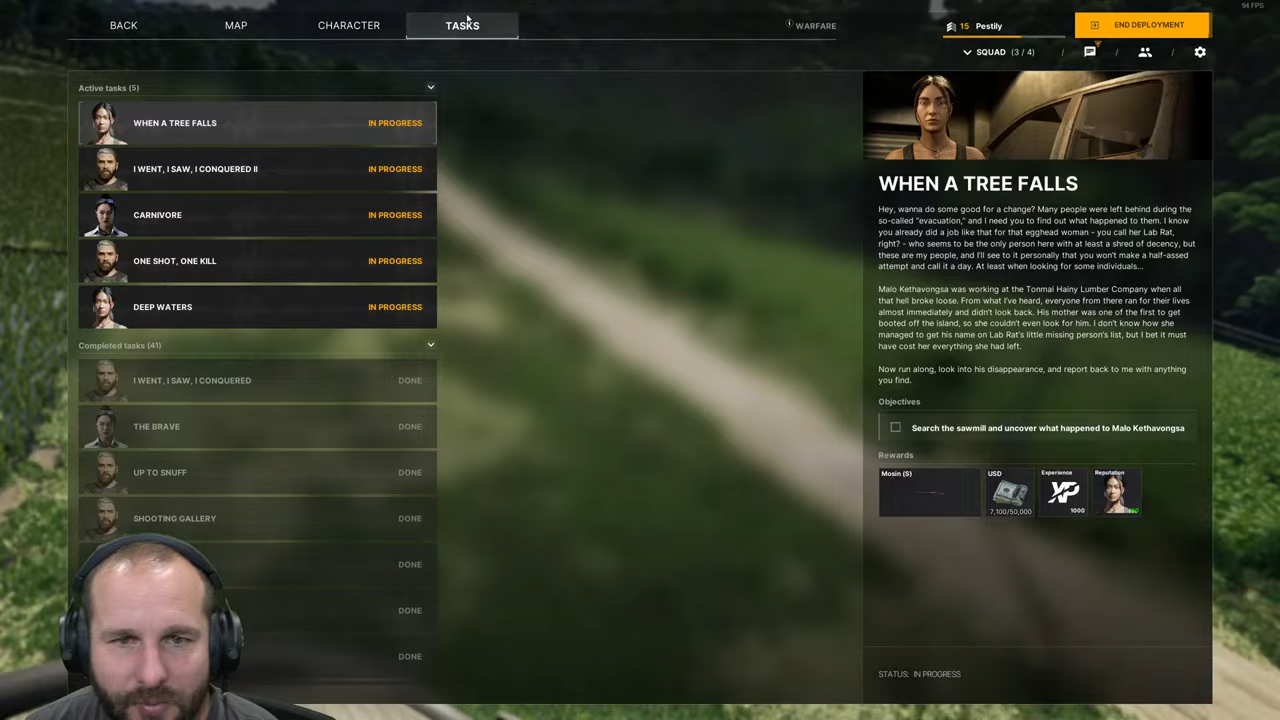 94 FPS
BACK
MAP
CHARACTER
TASKS
WARFARE
15 Pestily
END DEPLOYMENT
SQUAD (3 / 4)
/
/
/
Active tasks (5)
WHEN A TREE FALLS IN PROGRESS
I WENT, I SAW, I CONQUERED II IN PROGRESS
CARNIVORE IN PROGRESS
ONE SHOT, ONE KILL IN PROGRESS
DEEP WATERS IN PROGRESS
Completed tasks (41)
I WENT, I SAW, I CONQUERED DONE
THE BRAVE DONE
UP TO SNUFF DONE
SHOOTING GALLERY DONE
DONE
DONE
DONE
WHEN A TREE FALLS
Hey, wanna do some good for a change? Many people were left behind during the
so-called "evacuation," and I need you to find out what happened to them. I know
you already did a job like that for that egghead woman - you call her Lab Rat,
right? - who seems to be the only person here with at least a shred of decency, but
these are my people, and I'll see to it personally that you won't make a half-assed
attempt and call it a day. At least when looking for some individuals...
Malo Kethavongsa was working at the Tonmai Hainy Lumber Company when all
that hell broke loose. From what I've heard, everyone from there ran for their lives
almost immediately and didn't look back. His mother was one of the first to get
booted off the island, so she couldn't even look for him. I don't know how she
managed to get his name on Lab Rat's little missing person's list, but I bet it must
have cost her everything she had left.
Now run along, look into his disappearance, and report back to me with anything
you find.
Objectives
Search the sawmill and uncover what happened to Malo Kethavongsa
Rewards
Mosin (S)
USD
7,100/50,000
Experience
XP
1000
Reputation
STATUS: IN PROGRESS